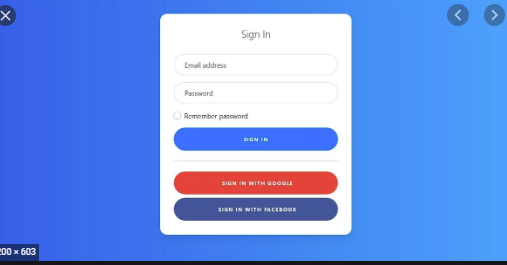 Sign In
Email address
Password
Remember password
SIGN IN
SIGN IN WITH GOOGLE
SIGN IN WITH FACEBOOK
200 × 603